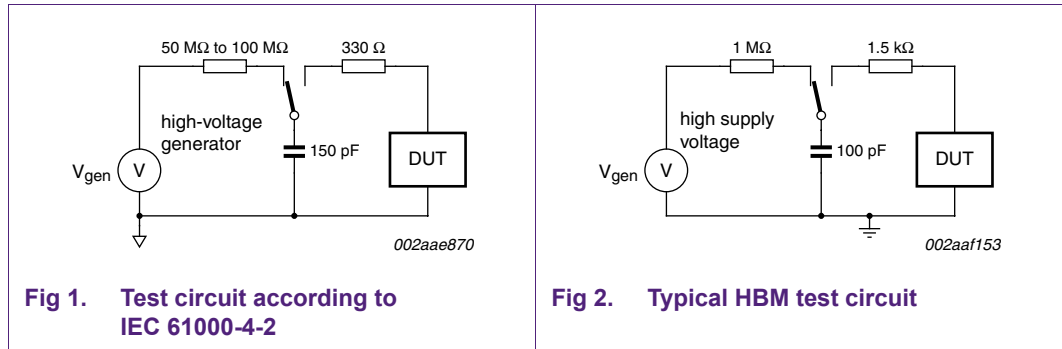 50 MΩ to 100 MΩ
330 Ω
high-voltage
generator
150 pF
V
Vgen
DUT
002aae870
Fig 1. Test circuit according to
IEC 61000-4-2
1 MΩ
1.5 kΩ
high supply
voltage
100 pF
V
Vgen
DUT
002aaf153
Fig 2. Typical HBM test circuit